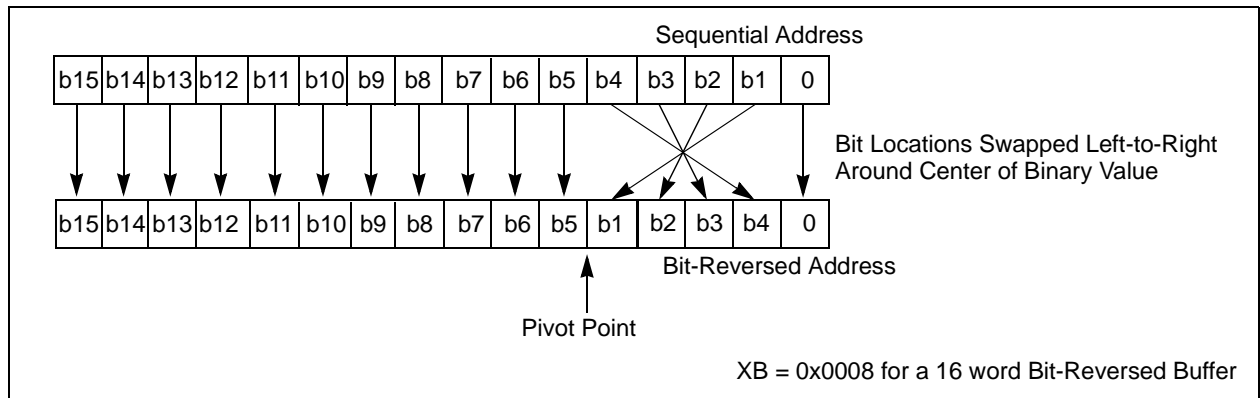 Sequential Address
b15 b14 b13 b12 b11 b10 b9 b8 b7 b6 b5 b4 b3 b2 b1 0
Bit Locations Swapped Left-to-Right
Around Center of Binary Value
b15 b14 b13 b12 b11 b10 b9 b8 b7 b6 b5 b1 b2 b3 b4 0
Bit-Reversed Address
Pivot Point
XB = 0x0008 for a 16 word Bit-Reversed Buffer